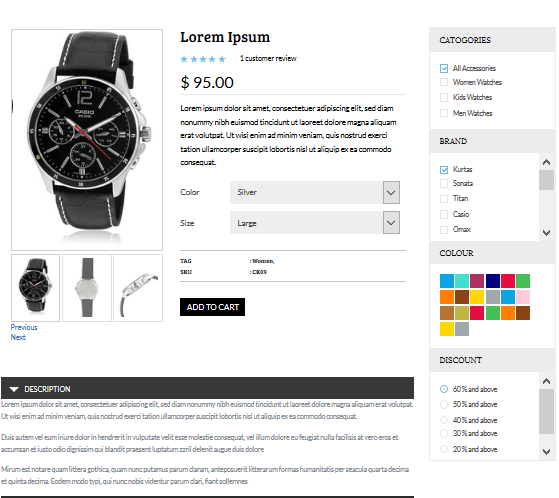 CASIO
Previous
Next
Lorem Ipsum
1 customer review
$ 95.00
Lorem ipsum dolor sit amet, consectetuer adipiscing elit, sed diam
nonummy nibh euismod tincidunt ut laoreet dolore magna aliquam
erat volutpat. Ut wisi enim ad minim veniam, quis nostrud exerci
tation ullamcorper suscipit lobortis nisl ut aliquip ex ea commodo
consequat.
Color Silver
Size Large
TAG : Women,
SKU : CK09
ADD TO CART
DESCRIPTION
Lorem ipsum dolor sit amet, consectetuer adipiscing elit, sed diam nonummy nibh euismod tincidunt ut laoreet dolore magna aliquam erat volutpat.
Ut wisi enim ad minim veniam, quis nostrud exerci tation ullamcorper suscipit lobortis nisl ut aliquip ex ea commodo consequat.
Duis autem vel eum iriure dolor in hendrerit in vulputate velit esse molestie consequat, vel illum dolore eu feugiat nulla facilisis at vero eros et
accumsan et iusto odio dignissim qui blandit praesent luptatum zzril delenit augue duis dolore
Mirum est notare quam littera gothica, quam nunc putamus parum claram, anteposuerit litterarum formas humanitatis per seacula quarta decima
et quinta decima. Eodem modo typi, qui nunc nobis videntur parum clari, fiant sollemnes
CATOGORIES
All Accessories
Women Watches
Kids Watches
Men Watches
BRAND
Kurtas
Sonata
Titan
Casio
Omax
COLOUR
DISCOUNT
60 % and above
50 % and above
40 % and above
30 % and above
20 % and above